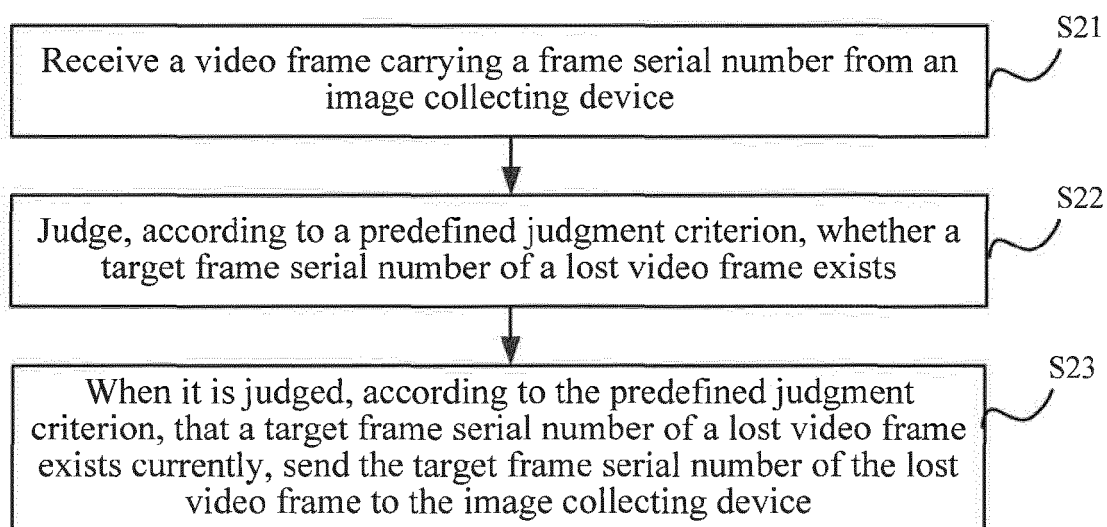 S21
Receive a video frame carrying a frame serial number from an
image collecting device
S22
Judge, according to a predefined judgment criterion, whether a
target frame serial number of a lost video frame exists
S23
When it is judged, according to the predefined judgment
criterion, that a target frame serial number of a lost video frame
exists currently, send the target frame serial number of the lost
video frame to the image collecting device